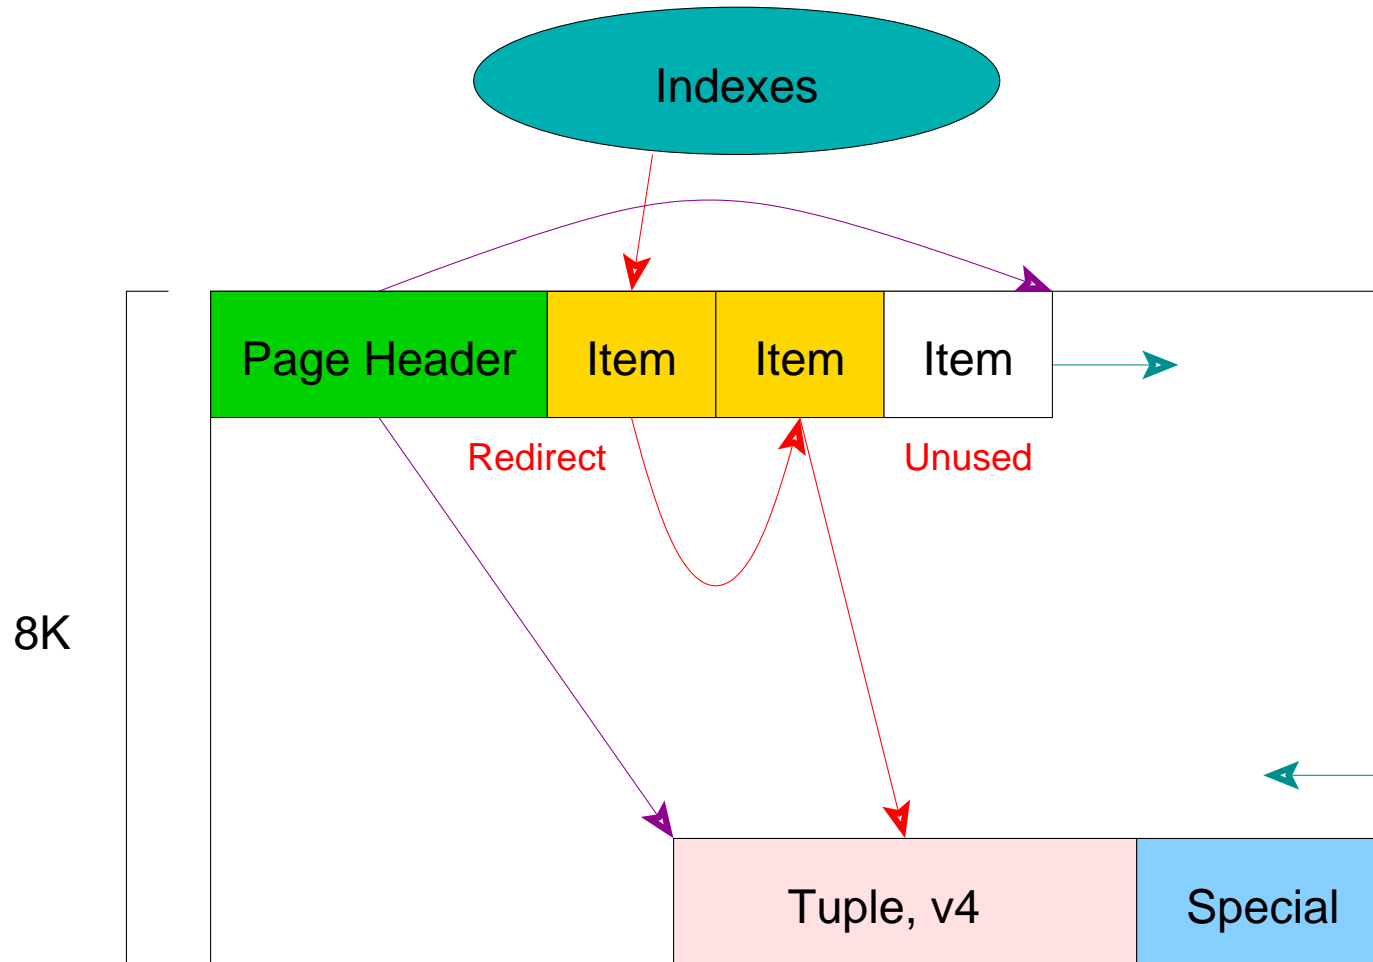 Indexes
Page Header Item Item Item
Redirect Unused
8K
Tuple, v4 Special